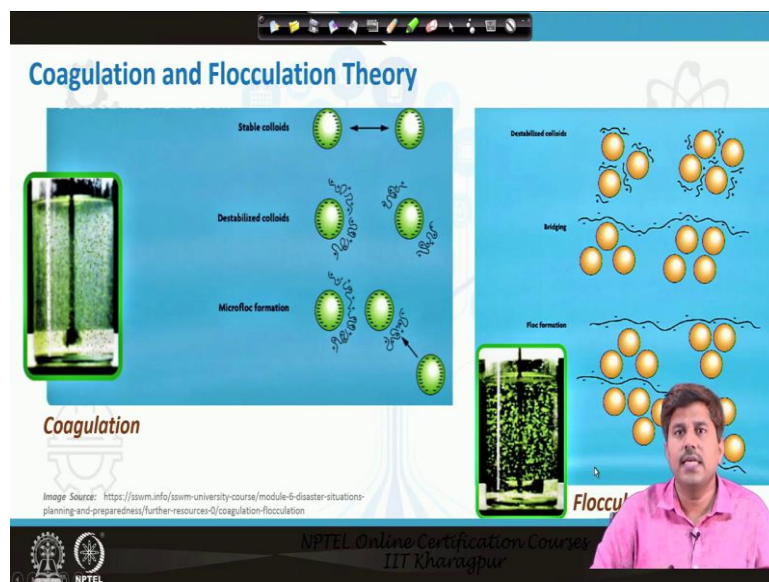 Coagulation and Flocculation Theory
Stable colloids
Destabilized colloids
Microfloc formation
Coagulation
Destabilized colloids
Bridging
Floc formation
Image Source: https://sswm.info/sswm-university-course/module-6-disaster-situations-
planning-and-preparedness/further-resources-0/coagulation-flocculation
NPTEL Online Certification Courses
IIT Kharagpur
NPTEL